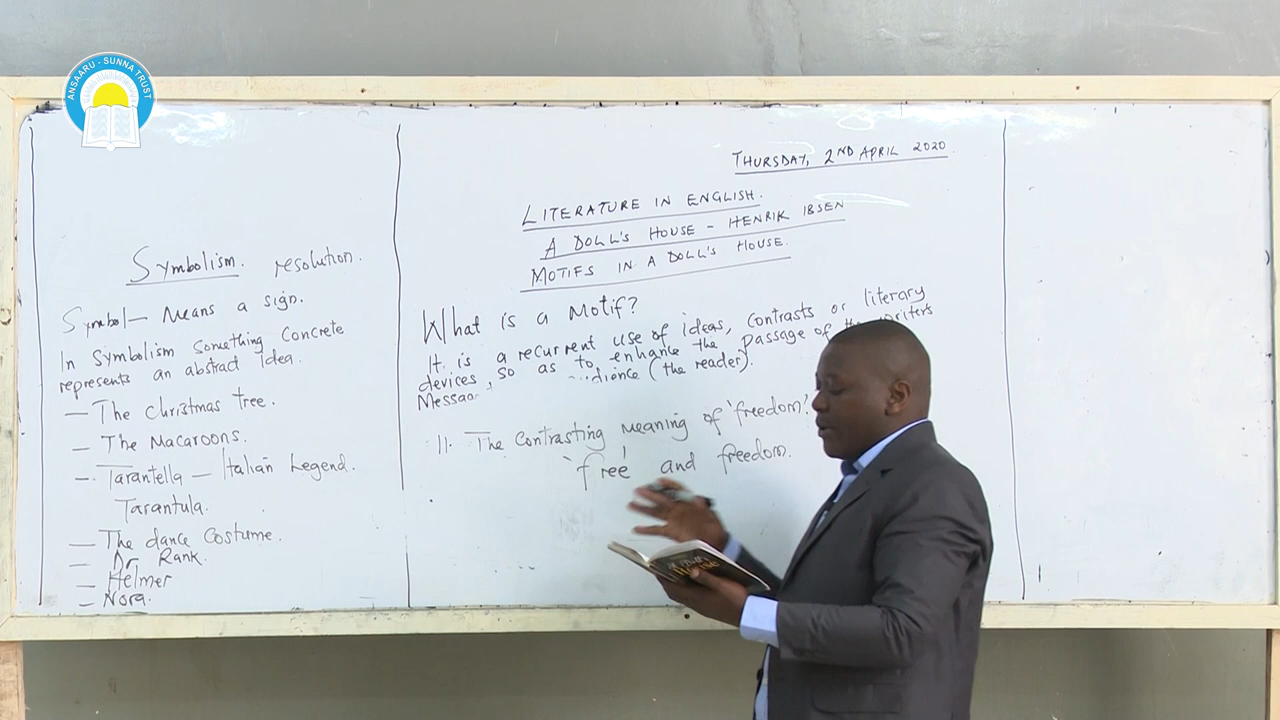 ANSAARU - SUNNA TRUST
Symbolism. resolution.
Symbol - Means a sign.
In Symbolism something concrete
represents an abstract Idea.
- The christmas tree.
- The Macaroons.
- Tarantella - Italian Legend.
Tarantula.
- The dance Costume.
- Dr Rank.
- Helmer
- Nora.
THURSDAY, 2ND APRIL 2020
LITERATURE IN ENGLISH.
A DOLL'S HOUSE - HENRIK IBSEN
MOTIFS IN A DOLL'S HOUSE.
What is a Motif?
It is a recurrent use of ideas, contrasts or literary
devices, so as to enhance the passage of the writers
Messag (the reader).
11. The Contrasting meaning of 'freedom'
'free' and freedom.